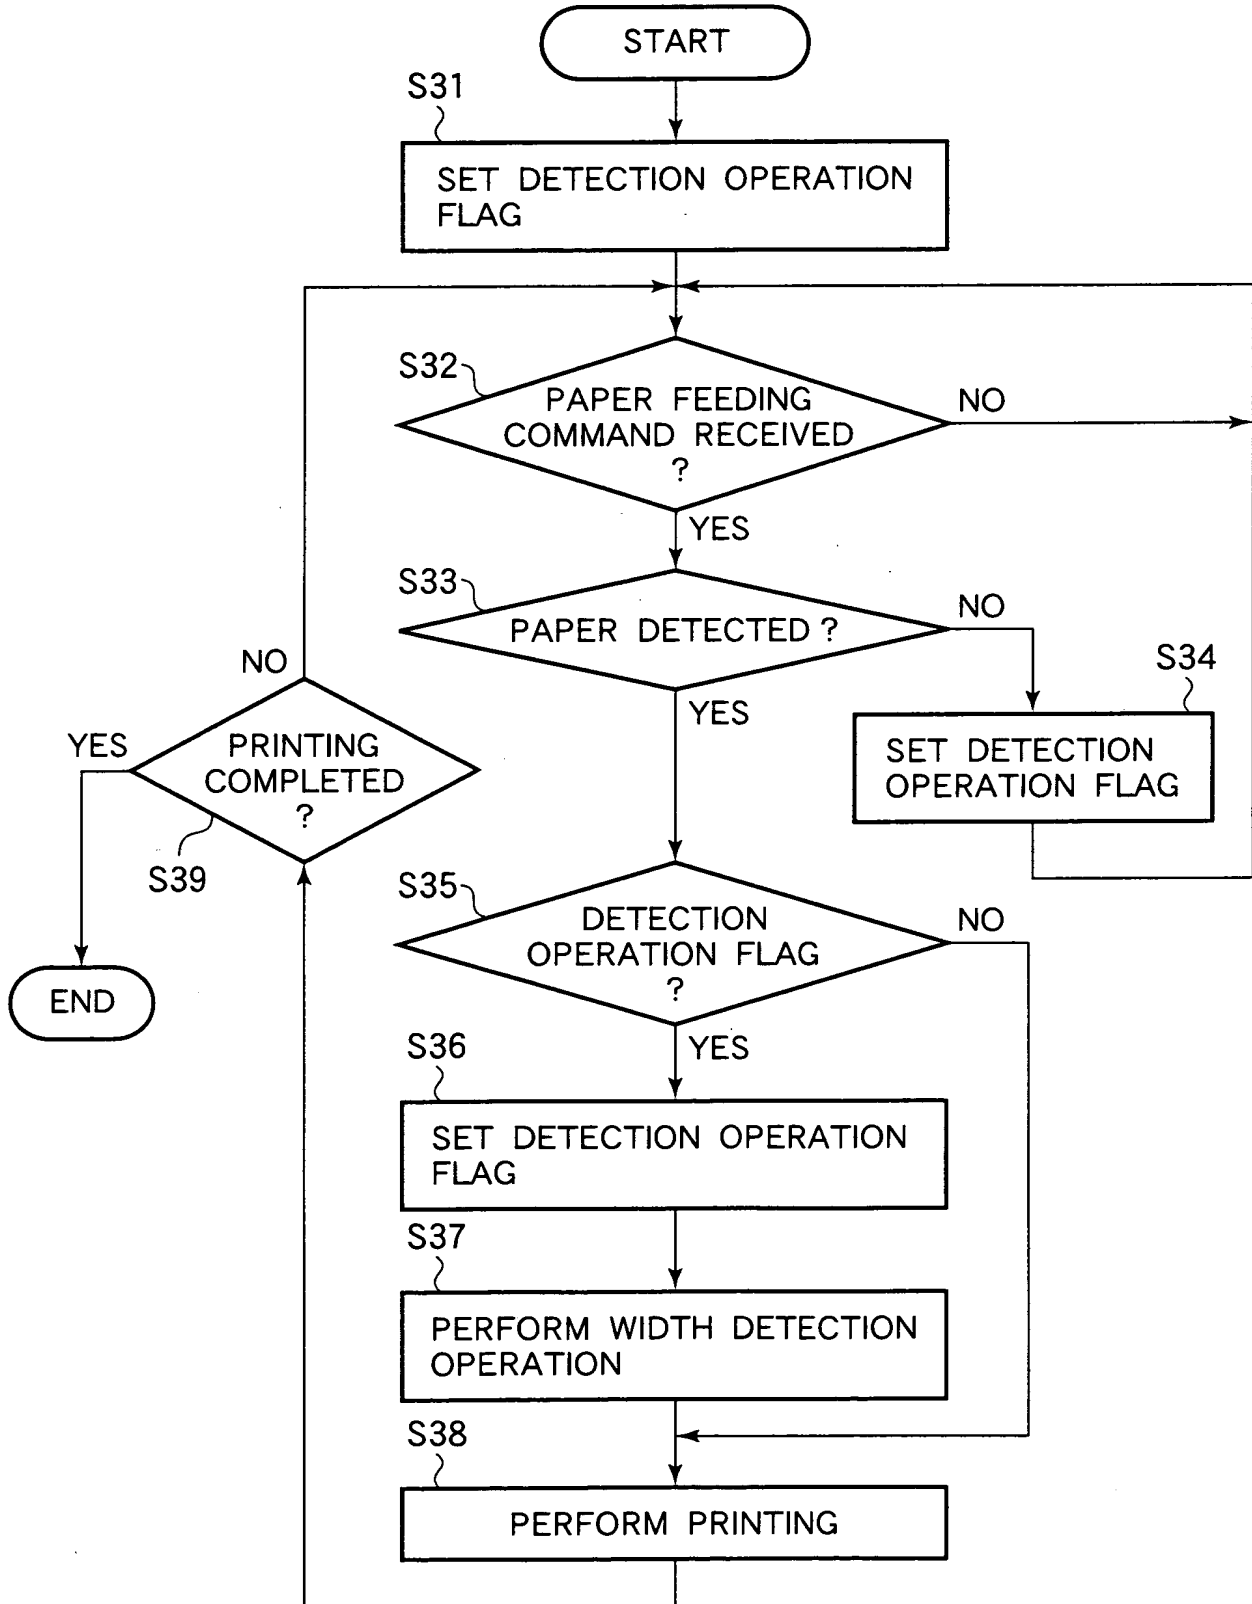 START
S31
SET DETECTION OPERATION
FLAG
S32
PAPER FEEDING
COMMAND RECEIVED
?
NO
YES
S33
PAPER DETECTED ?
NO
YES
S34
SET DETECTION
OPERATION FLAG
NO
YES
PRINTING
COMPLETED
?
S39
END
S35
DETECTION
OPERATION FLAG
?
NO
YES
S36
SET DETECTION OPERATION
FLAG
S37
PERFORM WIDTH DETECTION
OPERATION
S38
PERFORM PRINTING